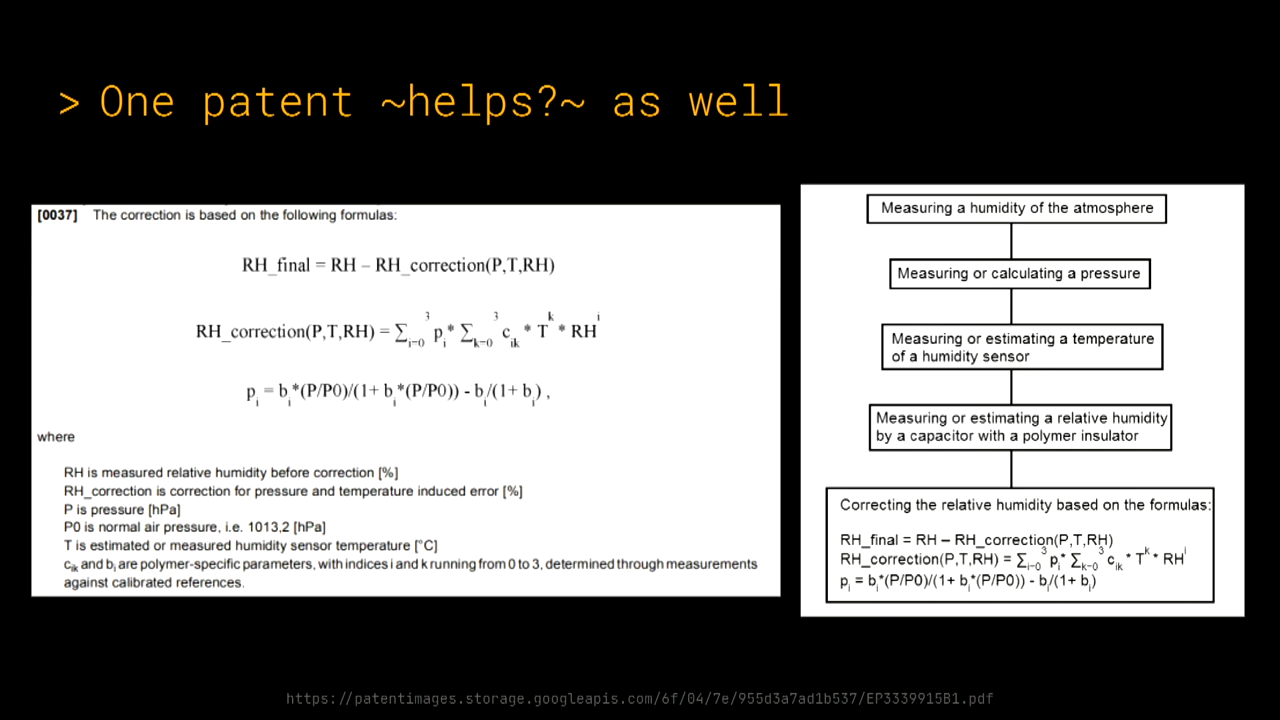 > One patent ~helps?~ as well
[0037] The correction is based on the following formulas:
RH_final = RH – RH_correction(P,T,RH)
RH_correction(P,T,RH) = ∑i=0^3 pi* ∑k=0^3 cik * T^k * RH^i
pi = bi*(P/P0)/(1+ bi*(P/P0)) - bi/(1+ bi) ,
where
RH is measured relative humidity before correction [%]
RH_correction is correction for pressure and temperature induced error [%]
P is pressure [hPa]
P0 is normal air pressure, i.e. 1013,2 [hPa]
T is estimated or measured humidity sensor temperature [°C]
cik and bi are polymer-specific parameters, with indices i and k running from 0 to 3, determined through measurements
against calibrated references.
Measuring a humidity of the atmosphere
Measuring or calculating a pressure
Measuring or estimating a temperature
of a humidity sensor
Measuring or estimating a relative humidity
by a capacitor with a polymer insulator
Correcting the relative humidity based on the formulas:
RH_final = RH – RH_correction(P,T,RH)
RH_correction(P,T,RH) = ∑i=0^3 pi* ∑k=0^3 cik * T^k * RH^i
pi = bi*(P/P0)/(1+ bi*(P/P0)) - bi/(1+ bi)
https://patentimages.storage.googleapis.com/6f/04/7e/955d3a7ad1b537/EP3339915B1.pdf